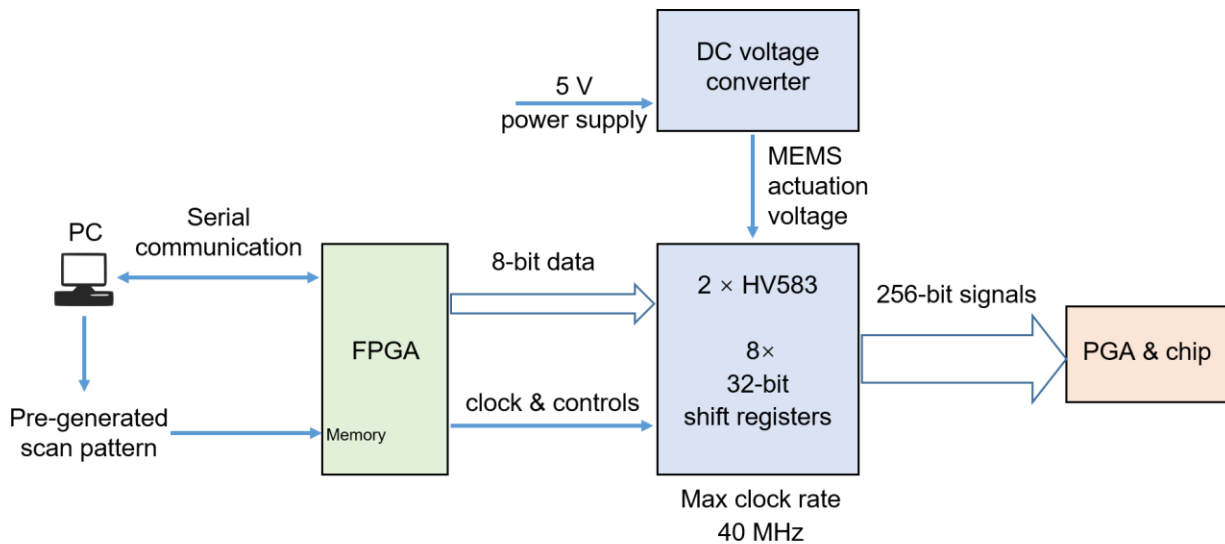 DC voltage
converter
5 V
power supply
MEMS
actuation
voltage
PC
Serial
communication
8-bit data
2 × HV583
256-bit signals
FPGA
8×
32-bit
shift registers
PGA & chip
clock & controls
Pre-generated
scan pattern
Memory
Max clock rate
40 MHz